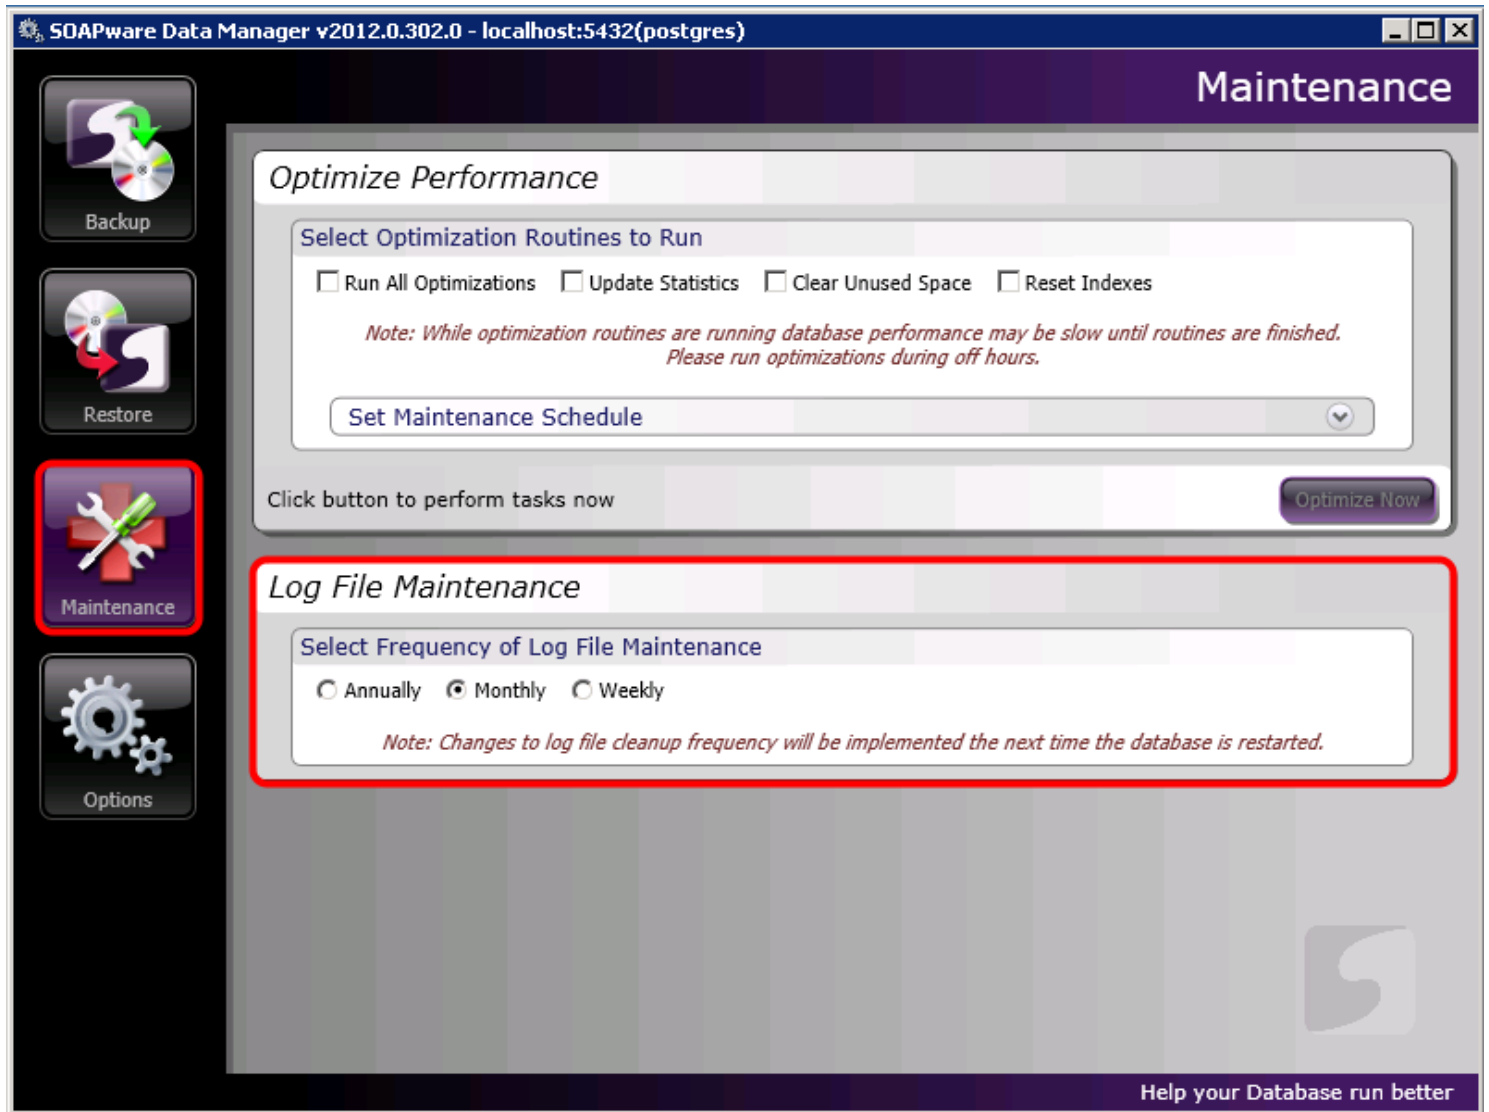 SOAPware Data Manager v2012.0.302.0 - localhost:5432(postgres)
Maintenance
Backup
Restore
Maintenance
Options
Optimize Performance
Select Optimization Routines to Run
Run All Optimizations Update Statistics Clear Unused Space Reset Indexes
Note: While optimization routines are running database performance may be slow until routines are finished.
Please run optimizations during off hours.
Set Maintenance Schedule
Click button to perform tasks now Optimize Now
Log File Maintenance
Select Frequency of Log File Maintenance
Annually Monthly Weekly
Note: Changes to log file cleanup frequency will be implemented the next time the database is restarted.
Help your Database run better